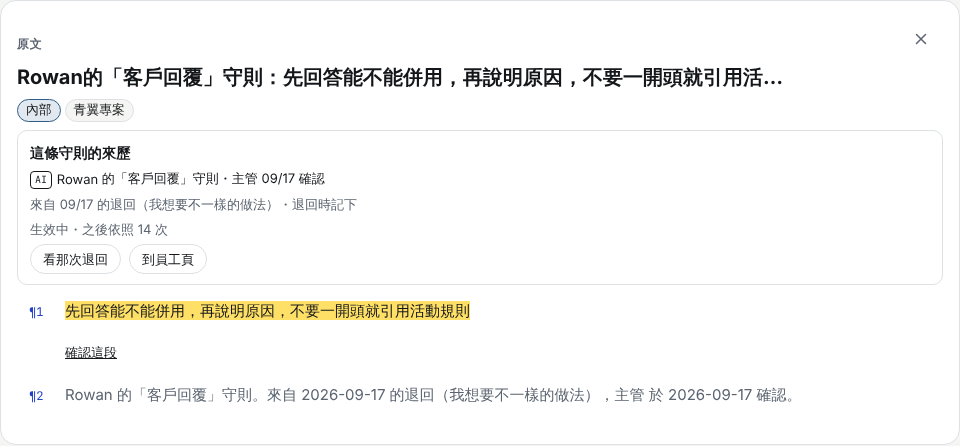 原文
Rowan的「客戶回覆」守則：先回答能不能併用，再說明原因，不要一開頭就引用活…
內部 青翼專案
這條守則的來歷
AI Rowan 的「客戶回覆」守則・主管 09/17 確認
來自 09/17 的退回（我想要不一樣的做法）・退回時記下
生效中・之後依照 14 次
看那次退回 到員工頁
¶1 先回答能不能併用，再說明原因，不要一開頭就引用活動規則
確認這段
¶2 Rowan 的「客戶回覆」守則。來自 2026-09-17 的退回（我想要不一樣的做法），主管 於 2026-09-17 確認。